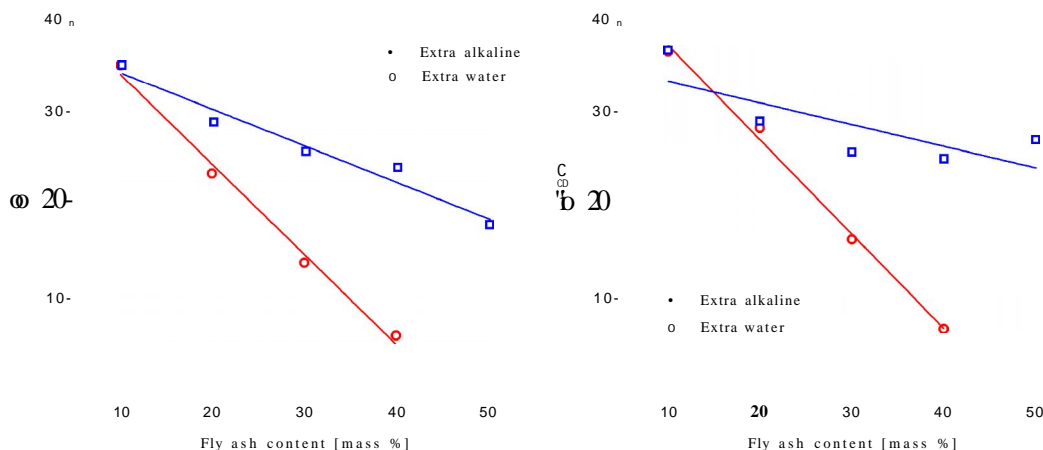 40 n
• Extra alkaline
o Extra water
30-
20-
10-
10 20 30 40 50
Fly ash content [mass %]
40 n
30-
20
10-
• Extra alkaline
o Extra water
10 20 30 40 50
Fly ash content [mass %]